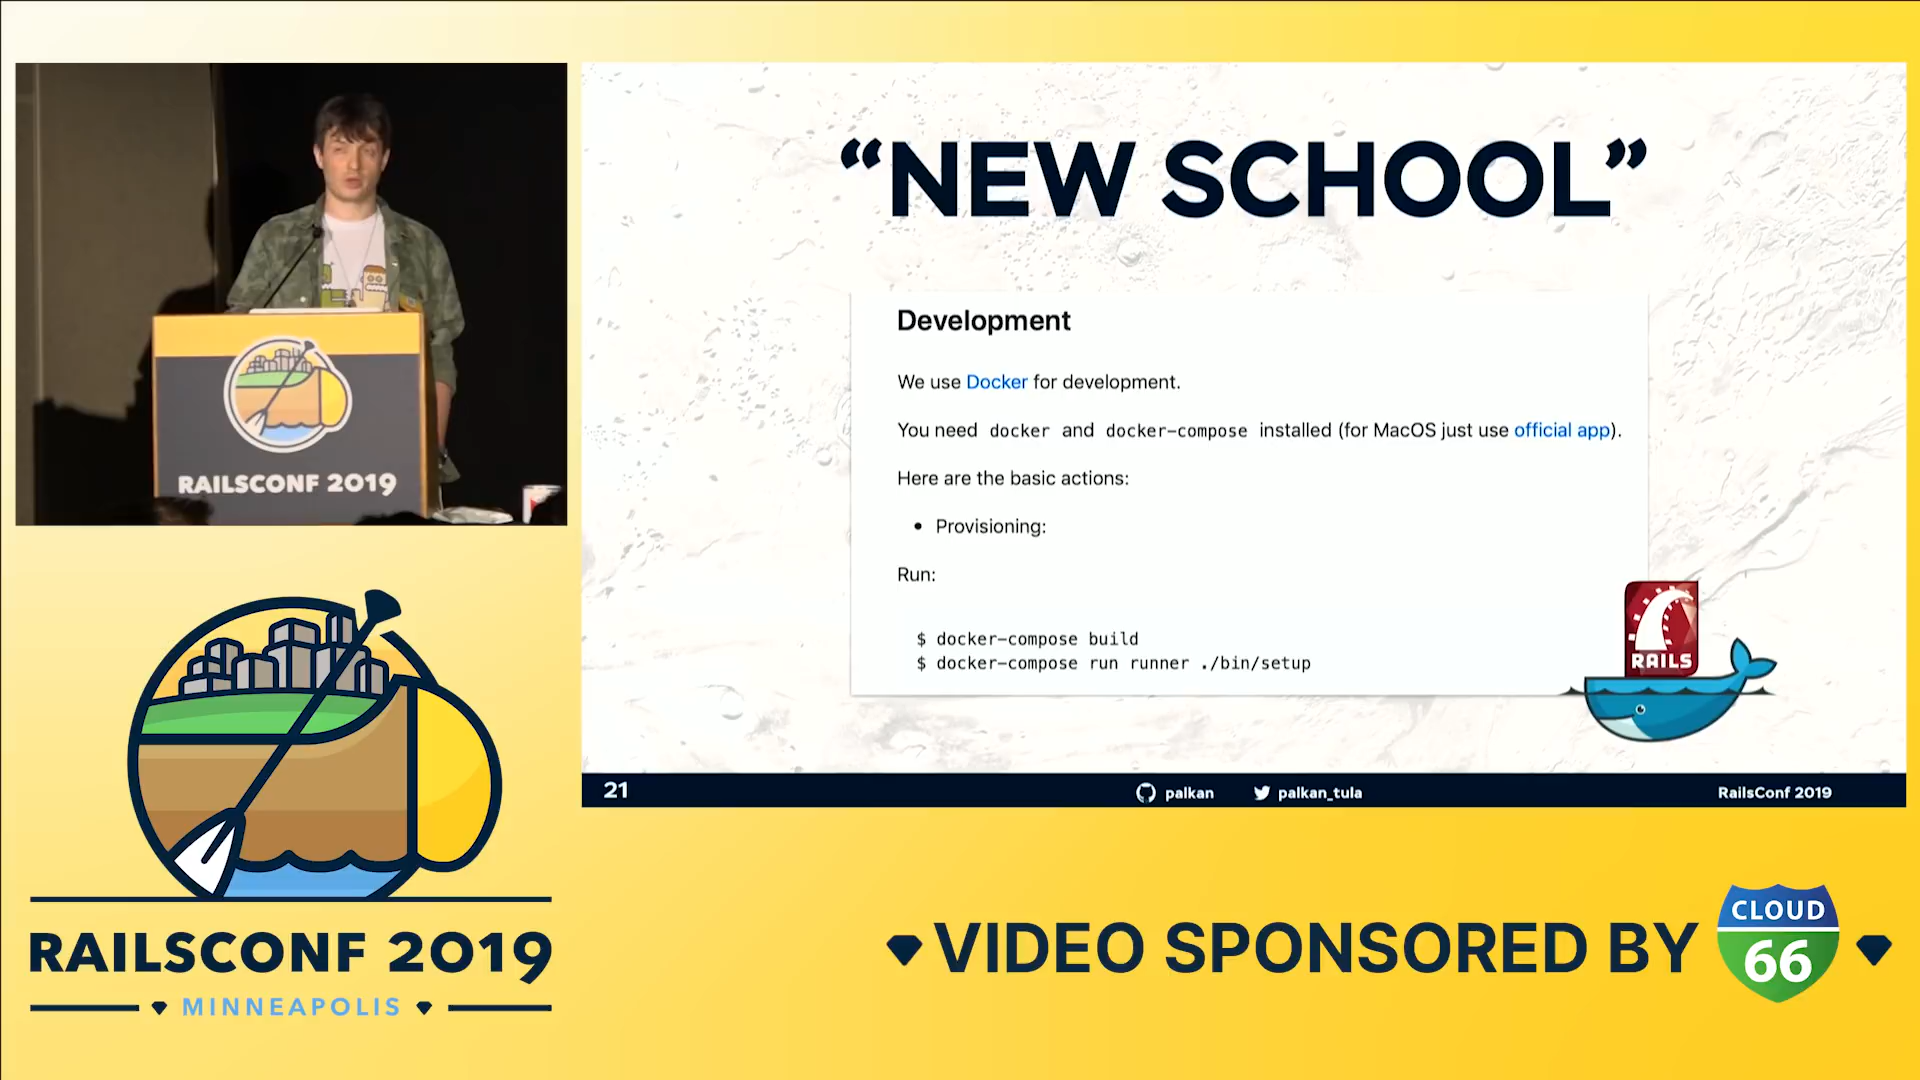 “NEW SCHOOL”
Development
We use Docker for development.
You need docker and docker-compose installed (for MacOS just use official app).
Here are the basic actions:
• Provisioning:
Run:
$ docker-compose build
$ docker-compose run runner ./bin/setup
RAILS
21
palkan
palkan_tula
RailsConf 2019
RAILSCONF 2019
RAILSCONF 2019
MINNEAPOLIS
VIDEO SPONSORED BY
CLOUD
66